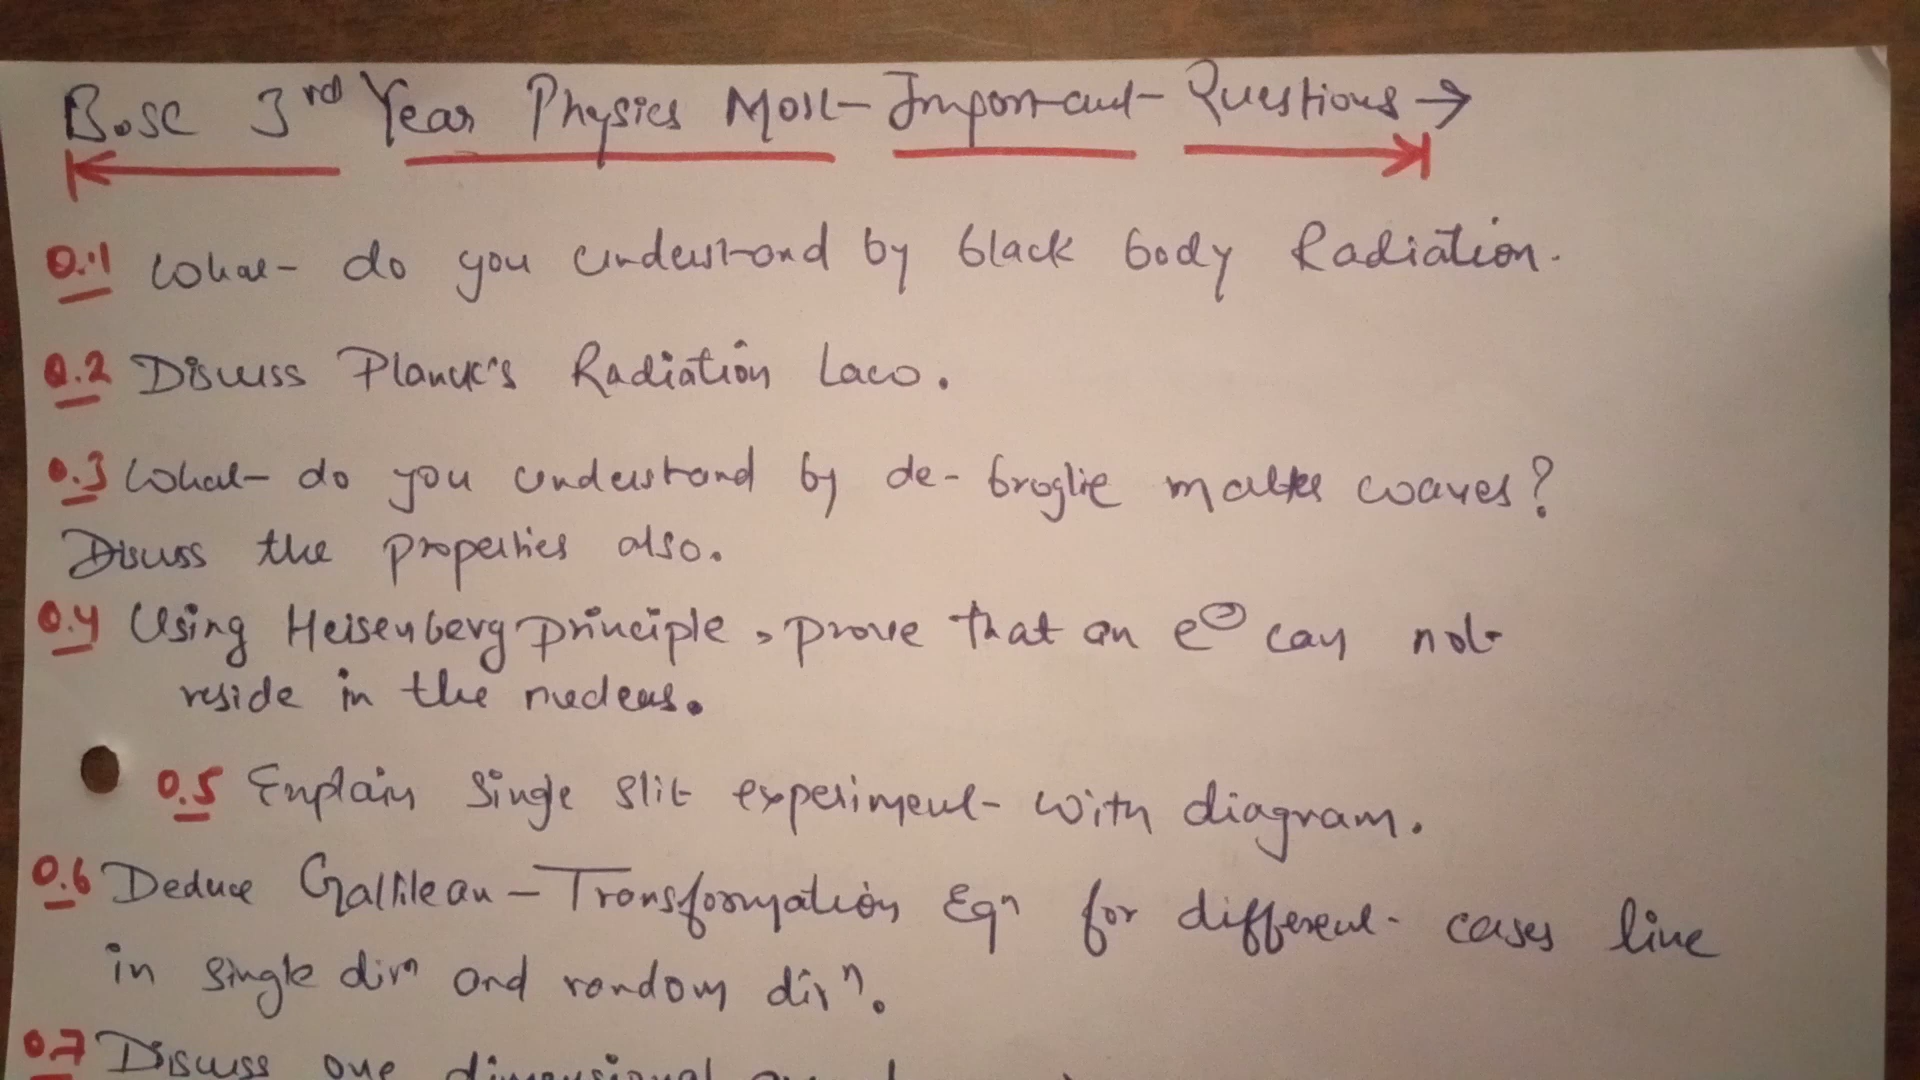 B.sc 3rd Year Physics Most Important Questions →
Q.1 What do you understand by black body Radiation.
Q.2 Discuss Planck's Radiation Law.
Q.3 What do you understand by de-broglie matter waves?
Discuss the properties also.
Q.4 Using Heisenberg principle, prove that an e⊖ can not
reside in the nucleus.
Q.5 Explain Single slit experiment with diagram.
Q.6 Deduce Gallilean-Transformation Eqn for different cases like
in single dirn and random dirn.
Q.7 Discuss one dimensional